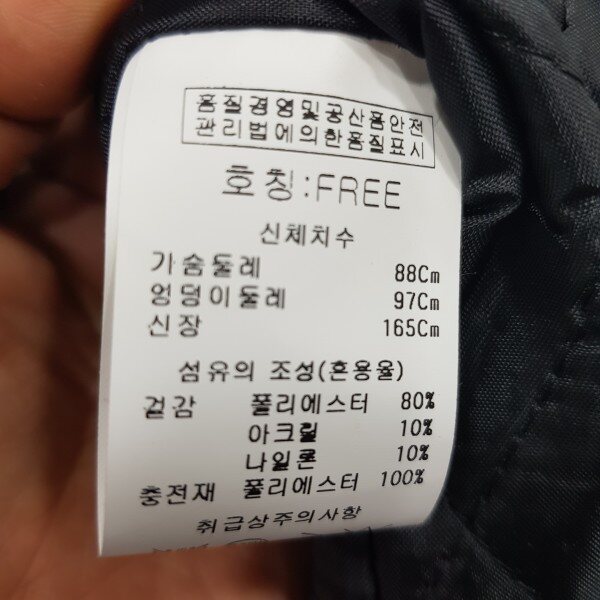 품질경영및공산품안전
관리법에의한품질표시
호칭:FREE
신체치수
가슴둘레 88Cm
엉덩이둘레 97Cm
신장 165Cm
섬유의 조성(혼용율)
겉감 폴리에스터 80%
아크릴 10%
나일론 10%
충전재 폴리에스터 100%
취급상주의사항